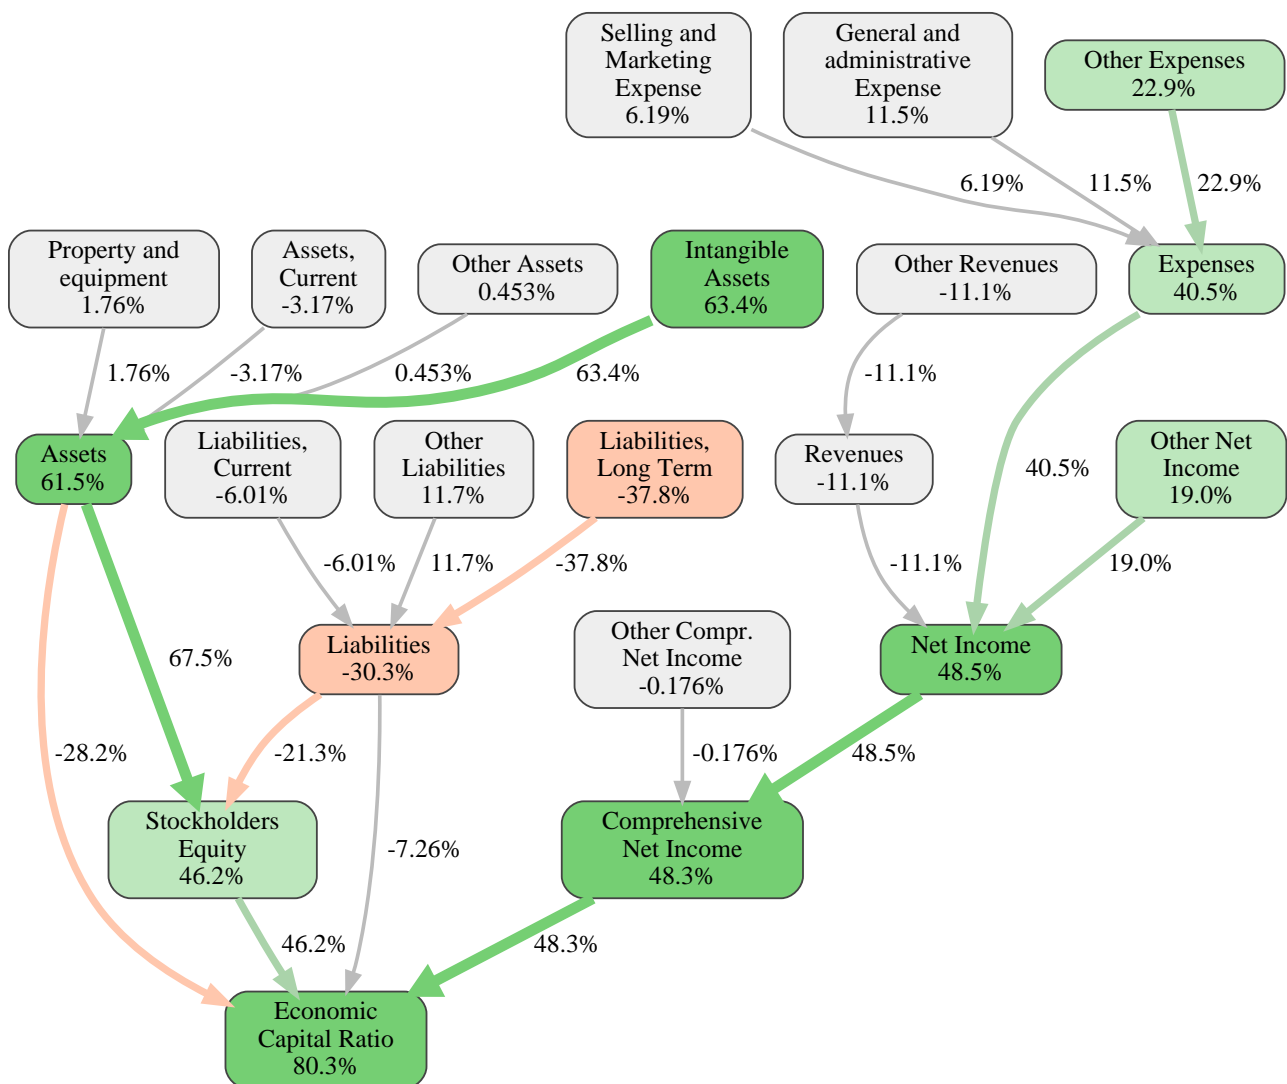 Selling and
Marketing
Expense
6.19%
General and
administrative
Expense
11.5%
Other Expenses
22.9%
6.19%
11.5%
22.9%
Property and
equipment
1.76%
Assets,
Current
-3.17%
Other Assets
0.453%
Intangible
Assets
63.4%
Other Revenues
-11.1%
Expenses
40.5%
1.76%
-3.17%
0.453%
63.4%
-11.1%
Assets
61.5%
Liabilities,
Current
-6.01%
Other
Liabilities
11.7%
Liabilities,
Long Term
-37.8%
Revenues
-11.1%
40.5%
Other Net
Income
19.0%
-6.01%
11.7%
-37.8%
-11.1%
19.0%
67.5%
Liabilities
-30.3%
Other Compr.
Net Income
-0.176%
Net Income
48.5%
-28.2%
-21.3%
-0.176%
48.5%
Stockholders
Equity
46.2%
-7.26%
Comprehensive
Net Income
48.3%
46.2%
48.3%
Economic
Capital Ratio
80.3%